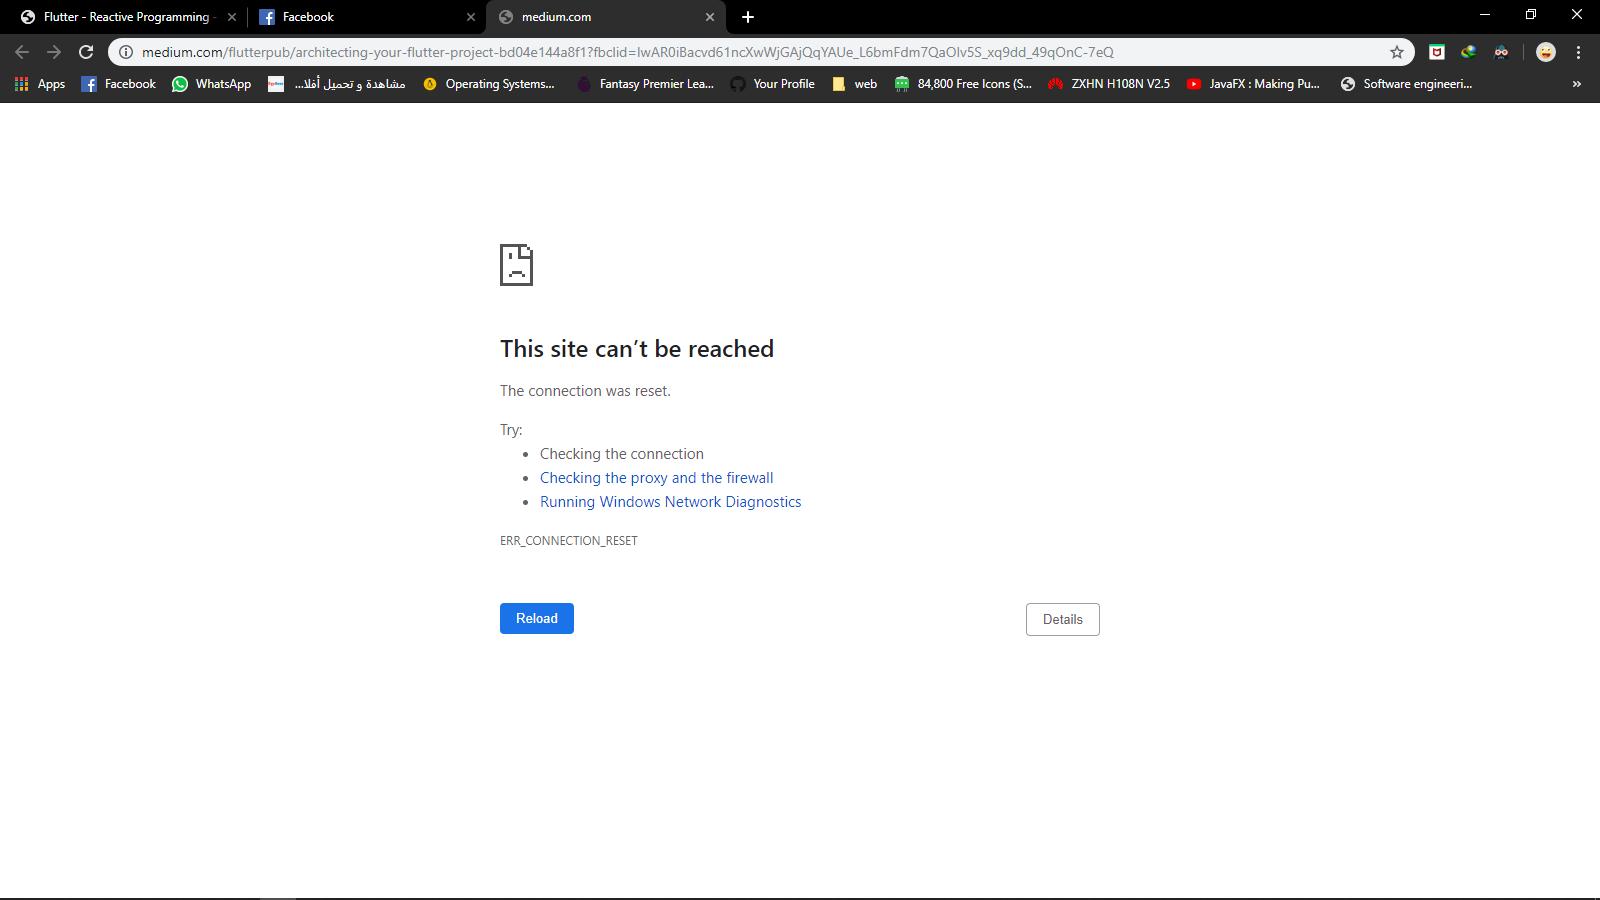 Flutter - Reactive Programming -
Facebook
medium.com
medium.com/flutterpub/architecting-your-flutter-project-bd04e144a8f1?fbclid=IwAR0iBacvd61ncXwWjGAjQqYAUe_L6bmFdm7QaOlv5S_xq9dd_49qOnC-7eQ
Apps
Facebook
WhatsApp
مشاهدة و تحميل أفلا...
Operating Systems...
Fantasy Premier Lea...
Your Profile
web
84,800 Free Icons (S...
ZXHN H108N V2.5
JavaFX : Making Pu...
Software engineeri...
This site can’t be reached
The connection was reset.
Try:
• Checking the connection
• Checking the proxy and the firewall
• Running Windows Network Diagnostics
ERR_CONNECTION_RESET
Reload
Details